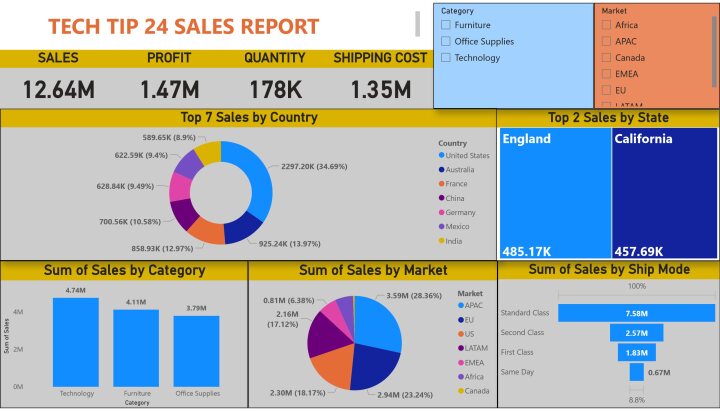 TECH TIP 24 SALES REPORT
Category
Furniture
Office Supplies
Technology
Market
Africa
APAC
Canada
EMEA
EU
LATAM
SALES
PROFIT
QUANTITY
SHIPPING COST
12.64M
1.47M
178K
1.35M
Top 7 Sales by Country
589.65K (8.9%)
622.59K (9.4%)
628.84K (9.49%)
700.56K (10.58%)
858.93K (12.97%)
925.24K (13.97%)
2297.20K (34.69%)
Country
United States
Australia
France
China
Germany
Mexico
India
Top 2 Sales by State
England
California
485.17K
457.69K
Sum of Sales by Category
4.74M
4.11M
3.79M
4M
2M
0M
Sum of Sales
Technology
Furniture
Office Supplies
Category
Sum of Sales by Market
0.81M (6.38%)
2.16M
(17.12%)
2.30M (18.17%)
2.94M (23.24%)
3.59M (28.36%)
Market
APAC
EU
US
LATAM
EMEA
Africa
Canada
Sum of Sales by Ship Mode
100%
Standard Class
7.58M
Second Class
2.57M
First Class
1.83M
Same Day
0.67M
8.8%